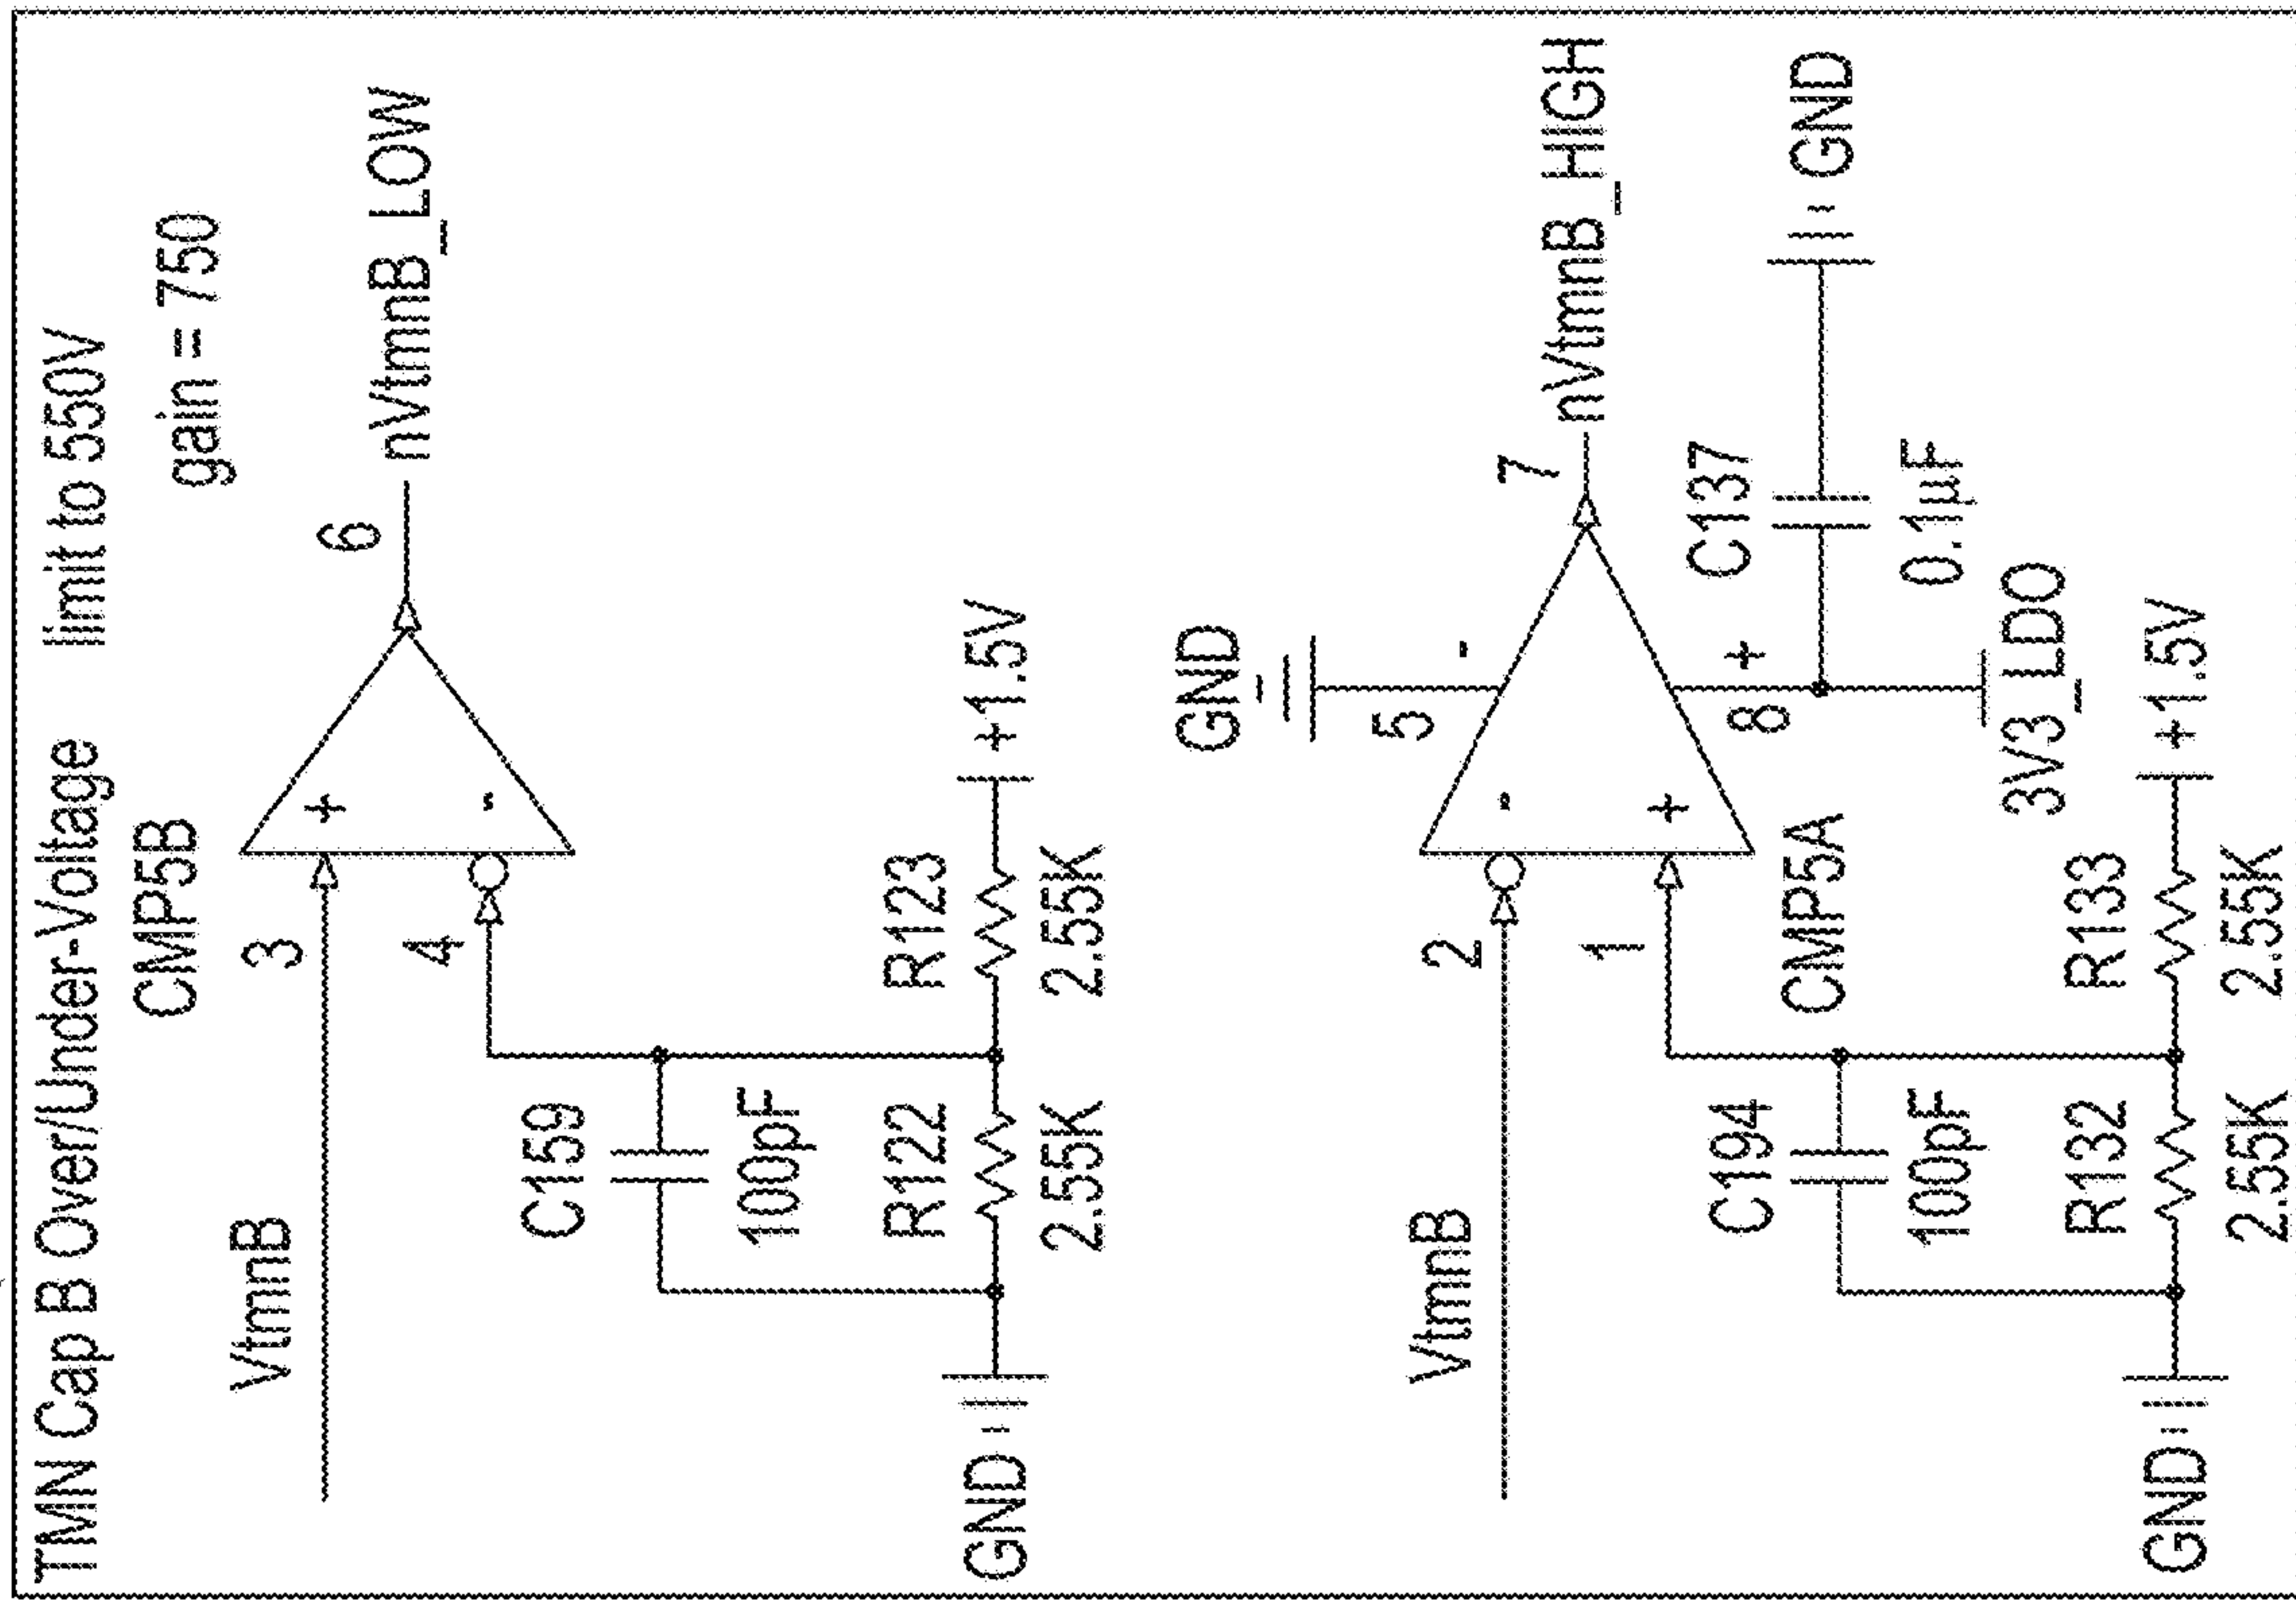 TMN Cap B Over/Under-Voltage limit to 550V
gain = 750
CMP5B
VtmnB
3
+
6
nVtmnB_LOW
4
-
C159
100pF
R122
R123
GND
+1.5V
2.55K
2.55K
GND
5
-
VtmnB
2
-
7
nVtmnB_HIGH
1
+
8
+
C137
GND
C194
CMP5A
0.1µF
100pF
3V3_LDO
R132
R133
GND
+1.5V
2.55K
2.55K